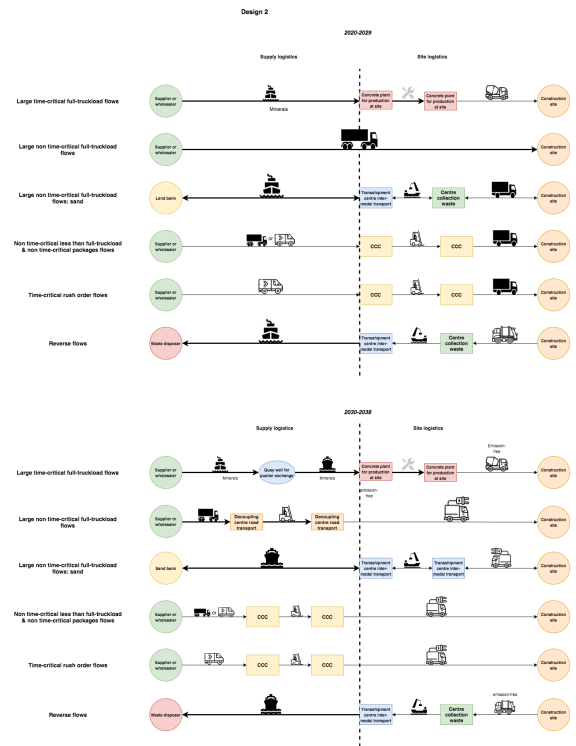 Design 2
2020-2029
Supply logistics
Site logistics
Large time-critical full-truckload flows
Supplier or
wholesaler
Minerals
Concrete plant
for production
at site
Concrete plant
for production
at site
Construction
site
Large non time-critical full-truckload
flows
Supplier or
wholesaler
Construction
site
Large non time-critical full-truckload
flows: sand
Land bank
Transshipment
centre inter-
modal transport
Centre
collection
waste
Construction
site
Non time-critical less than full-truckload
& non time-critical packages flows
Supplier or
wholesaler
or
CCC
CCC
Construction
site
Time-critical rush order flows
Supplier or
wholesaler
CCC
CCC
Construction
site
Reverse flows
Waste disposer
Transshipment
centre inter-
modal transport
Centre
collection
waste
Construction
site
2030-2038
Supply logistics
Site logistics
Large time-critical full-truckload flows
Supplier or
wholesaler
Minerals
Quay wall for
posten exchange
Minerals
Concrete plant
for production
at site
Concrete plant
for production
at site
Emission-
free
Construction
site
Large non time-critical full-truckload
flows
Supplier or
wholesaler
Decoupling
centre road
transport
Decoupling
centre road
transport
emission-
free
Construction
site
Large non time-critical full-truckload
flows: sand
Sand bank
Transshipment
centre inter-
modal transport
Transshipment
centre inter-
modal transport
Construction
site
Non time-critical less than full-truckload
& non time-critical packages flows
Supplier or
wholesaler
or
CCC
CCC
Construction
site
Time-critical rush order flows
Supplier or
wholesaler
CCC
CCC
Construction
site
Reverse flows
Waste disposer
Transshipment
centre inter-
modal transport
Centre
collection
waste
emission-free
Construction
site